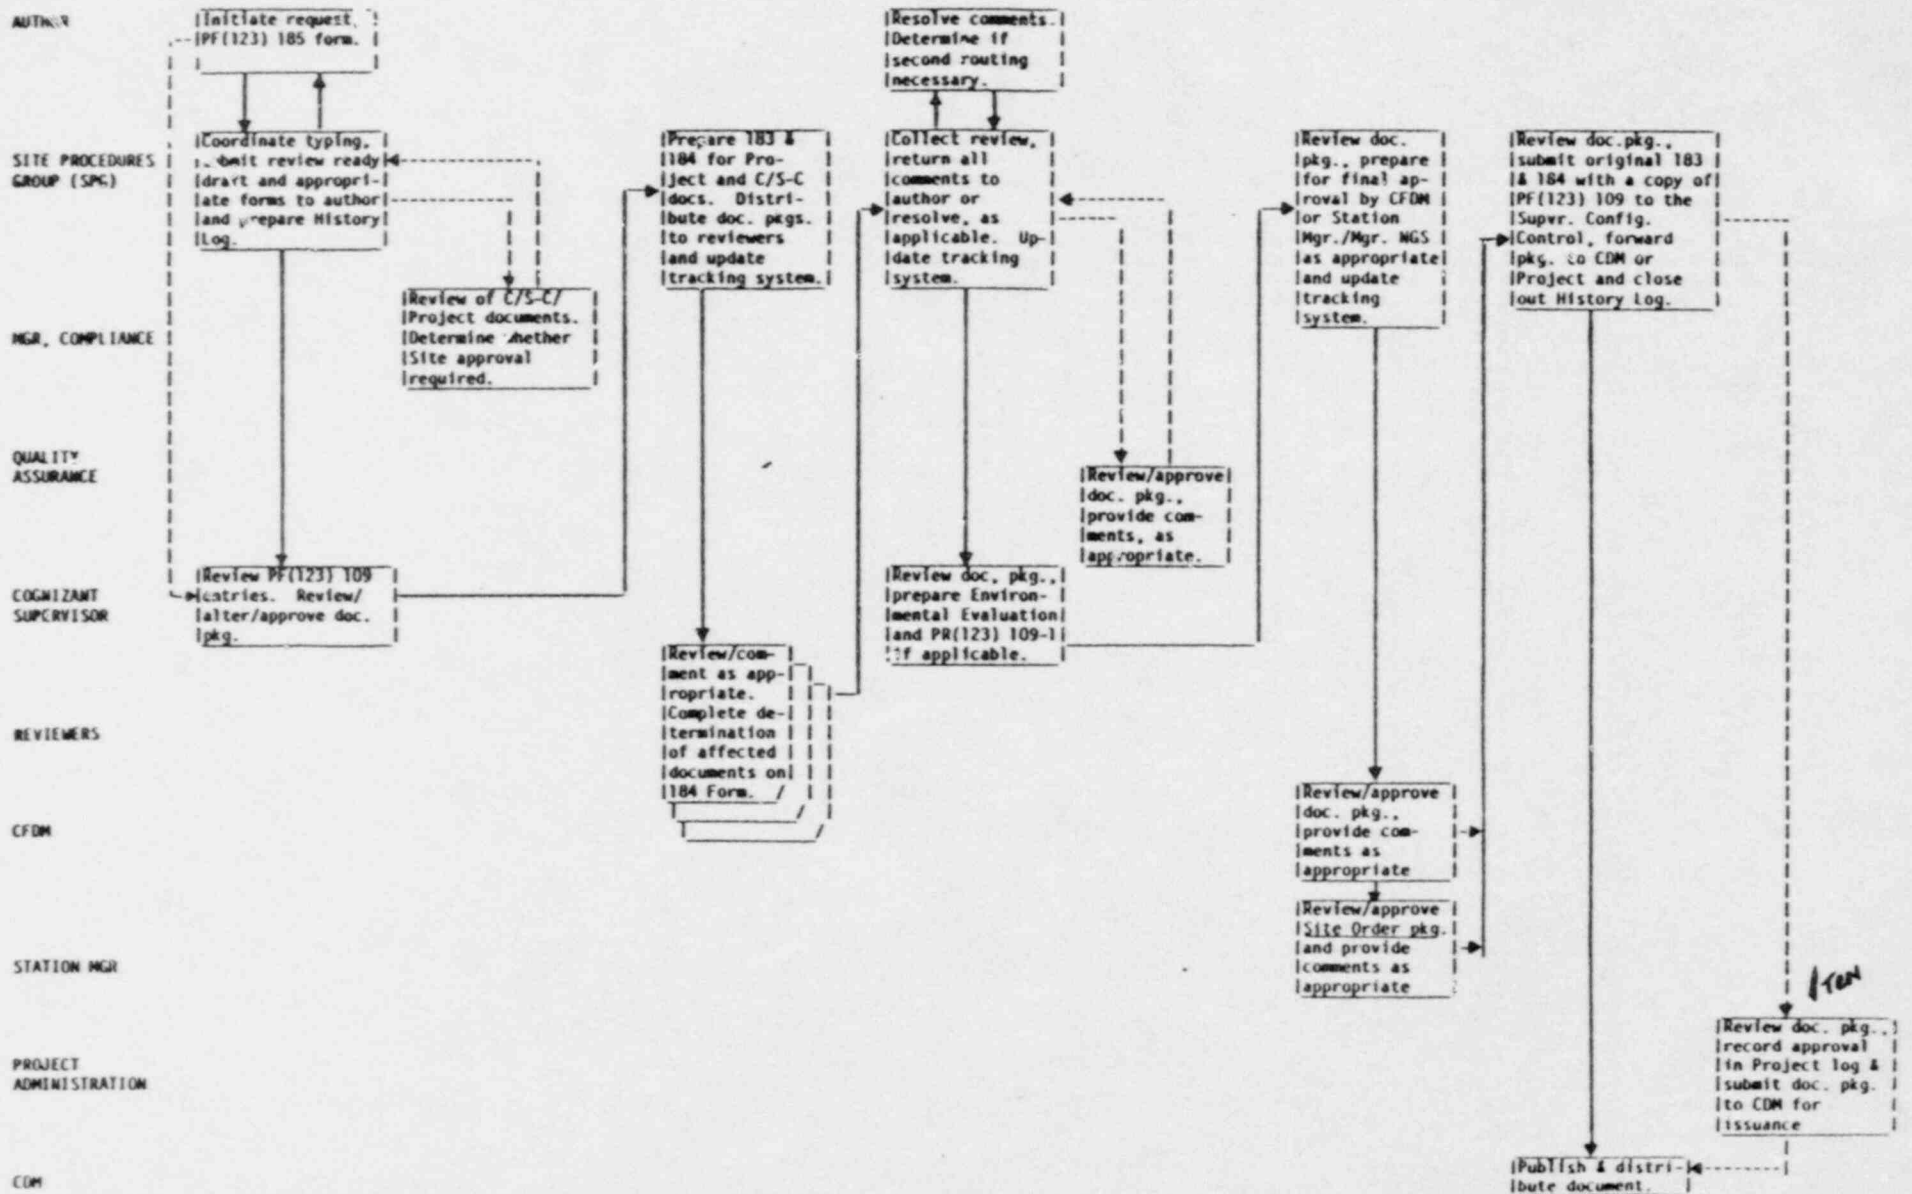 AUTHOR
Initiate request,
PF(123) 185 form.
Resolve comments.
Determine if
second routing
necessary.
SITE PROCEDURES
GROUP (SPG)
Coordinate typing,
submit review ready
draft and appropri-
ate forms to author
and prepare History
Log.
Prepare 183 &
184 for Pro-
ject and C/S-C
docs. Distri-
bute doc. pkgs.
to reviewers
and update
tracking system.
Collect review,
return all
comments to
author or
resolve, as
applicable. Up-
date tracking
system.
Review doc.
pkg., prepare
for final ap-
roval by CFDM
or Station
Mgr./Mgr. NGS
as appropriate
and update
tracking
system.
Review doc.pkg.,
submit original 183
& 184 with a copy of
PF(123) 109 to the
Supvr. Config.
Control, forward
pkg. to CDM or
Project and close
out History Log.
MGR, COMPLIANCE
Review of C/S-C/
Project documents.
Determine whether
Site approval
required.
QUALITY
ASSURANCE
Review/approve
doc. pkg.,
provide com-
ments, as
appropriate.
COGNIZANT
SUPERVISOR
Review PF(123) 109
entries. Review/
alter/approve doc.
pkg.
Review doc, pkg.,
prepare Environ-
mental Evaluation
and PR(123) 109-1
if applicable.
REVIEWERS
Review/com-
ment as app-
ropriate.
Complete de-
termination
of affected
documents on
184 Form.
CFDM
Review/approve
doc. pkg.,
provide com-
ments as
appropriate
STATION MGR
Review/approve
Site Order pkg.
and provide
comments as
appropriate
PROJECT
ADMINISTRATION
Review doc. pkg.,
record approval
in Project log &
submit doc. pkg.
to CDM for
issuance
CDM
Publish & distri-
bute document.